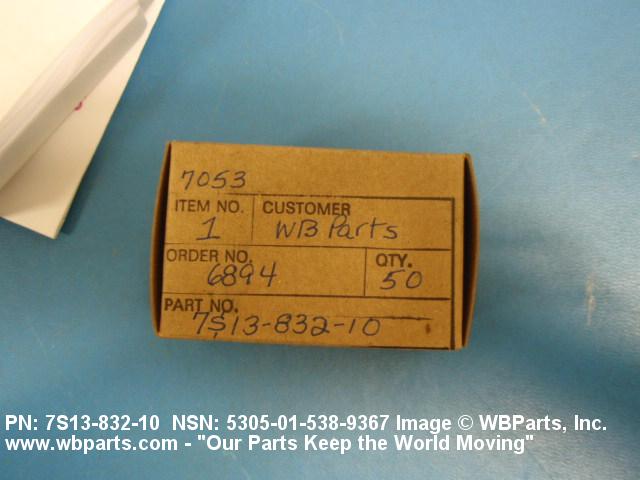 7053
ITEM NO. CUSTOMER
1 WB Parts
ORDER NO. QTY.
6894 50
PART NO.
7S13-832-10
PN: 7S13-832-10 NSN: 5305-01-538-9367 Image © WBParts, Inc.
www.wbparts.com - "Our Parts Keep the World Moving"